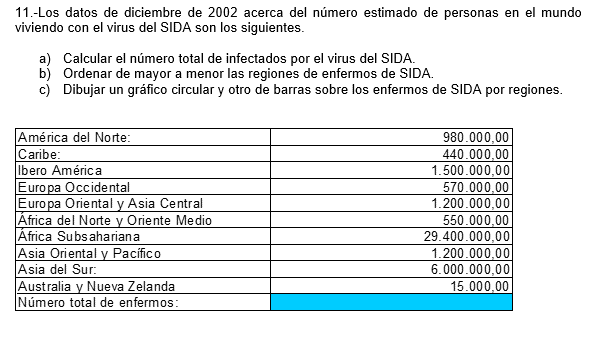 11.-Los datos de diciembre de 2002 acerca del número estimado de personas en el mundo
viviendo con el virus del SIDA son los siguientes.
a) Calcular el número total de infectados por el virus del SIDA.
b) Ordenar de mayor a menor las regiones de enfermos de SIDA.
c) Dibujar un gráfico circular y otro de barras sobre los enfermos de SIDA por regiones.
América del Norte: 980.000,00
Caribe: 440.000,00
Ibero América 1.500.000,00
Europa Occidental 570.000,00
Europa Oriental y Asia Central 1.200.000,00
África del Norte y Oriente Medio 550.000,00
África Subsahariana 29.400.000,00
Asia Oriental y Pacífico 1.200.000,00
Asia del Sur: 6.000.000,00
Australia y Nueva Zelanda 15.000,00
Número total de enfermos: